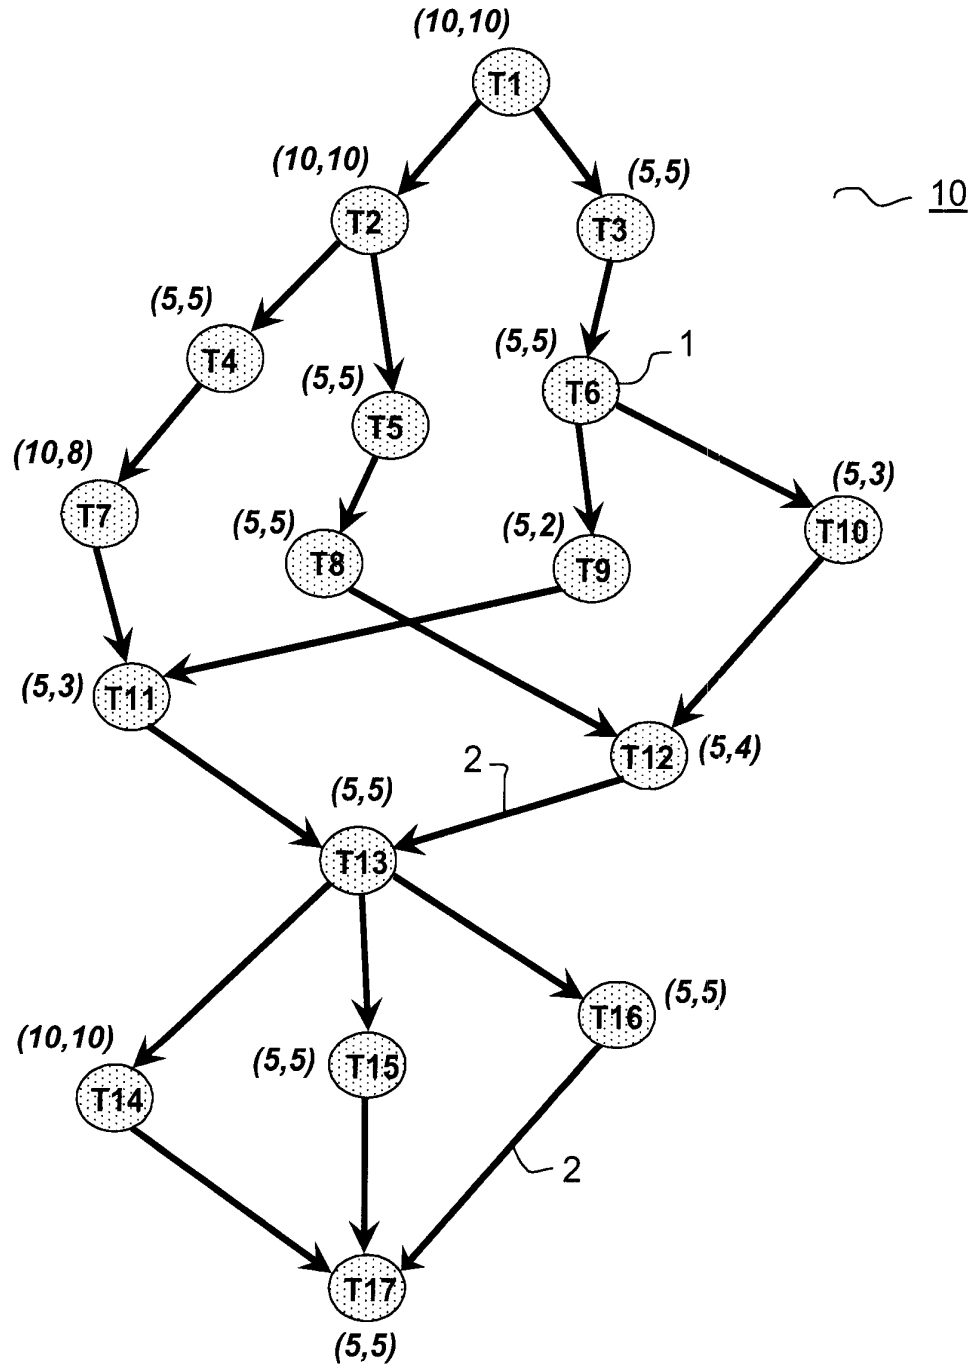 (10,10)
T1
(10,10)
(5,5)
10
T2
T3
(5,5)
(5,5)
1
T4
(5,5)
T6
T5
(10,8)
(5,3)
T7
(5,5)
(5,2)
T10
T8
T9
(5,3)
T11
T12
(5,4)
2
(5,5)
T13
(5,5)
T16
(10,10)
(5,5)
T15
T14
2
T17
(5,5)